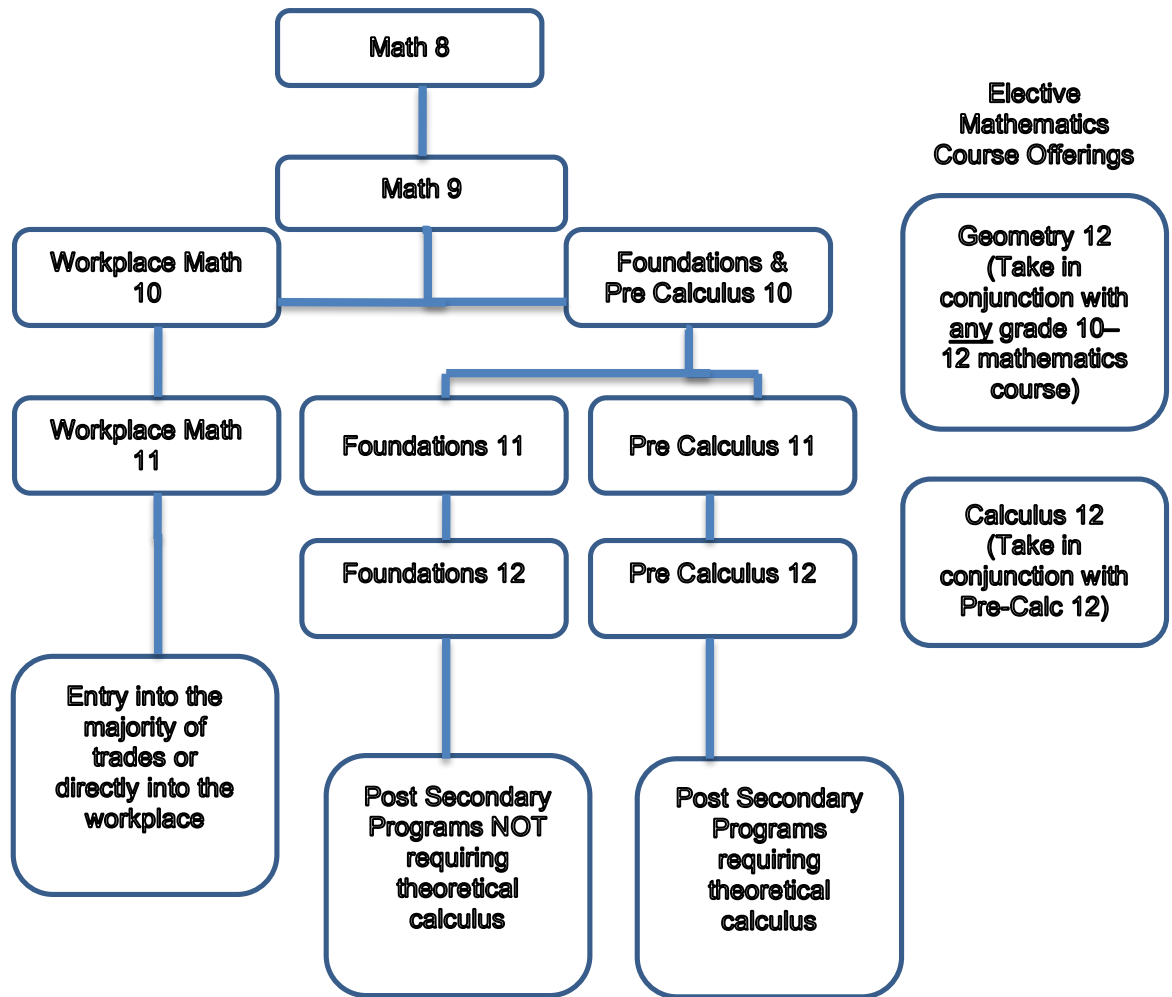 Math 8
Elective
Mathematics
Course Offerings
Math 9
Workplace Math
10
Foundations &
Pre Calculus 10
Geometry 12
(Take in
conjunction with
any grade 10–
12 mathematics
course)
Workplace Math
11
Foundations 11
Pre Calculus 11
Calculus 12
(Take in
conjunction with
Pre-Calc 12)
Foundations 12
Pre Calculus 12
Entry into the
majority of
trades or
directly into the
workplace
Post Secondary
Programs NOT
requiring
theoretical
calculus
Post Secondary
Programs
requiring
theoretical
calculus